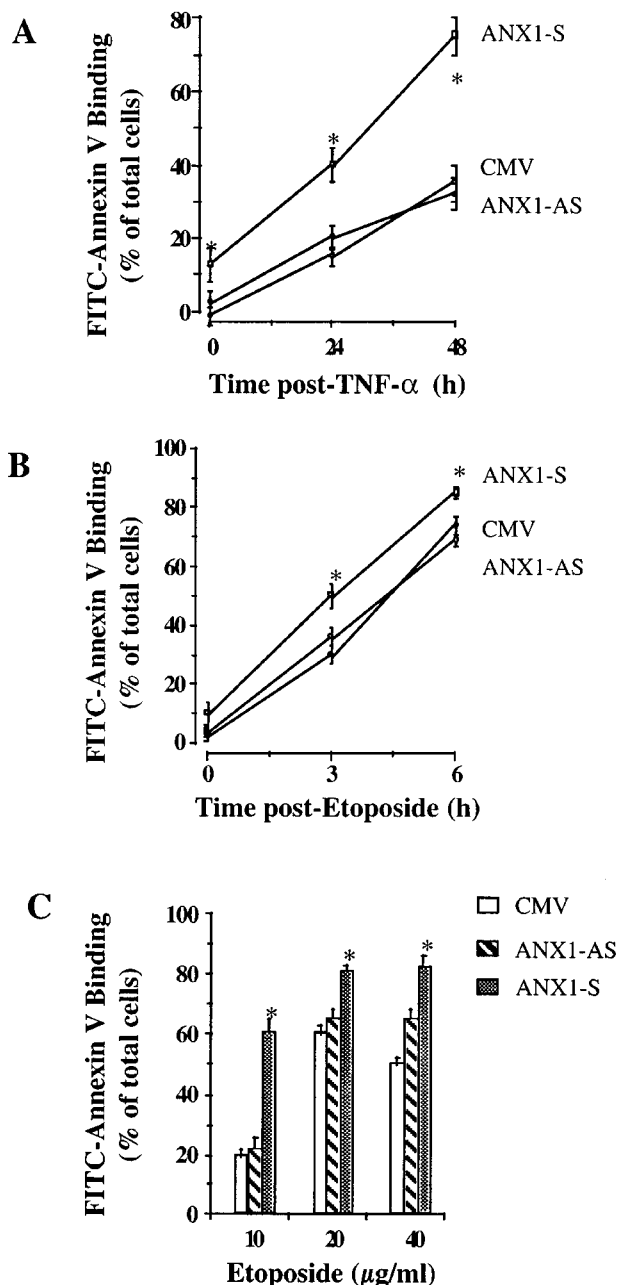 A
FITC-Annexin V Binding
(% of total cells)
80
60
40
20
0
*
*
*
ANX1-S
CMV
ANX1-AS
0
24
48
Time post-TNF-α (h)
B
FITC-Annexin V Binding
(% of total cells)
100
80
60
40
20
0
*
*
ANX1-S
CMV
ANX1-AS
0
3
6
Time post-Etoposide (h)
C
FITC-Annexin V Binding
(% of total cells)
100
80
60
40
20
0
*
*
*
CMV
ANX1-AS
ANX1-S
10
20
40
Etoposide (µg/ml)